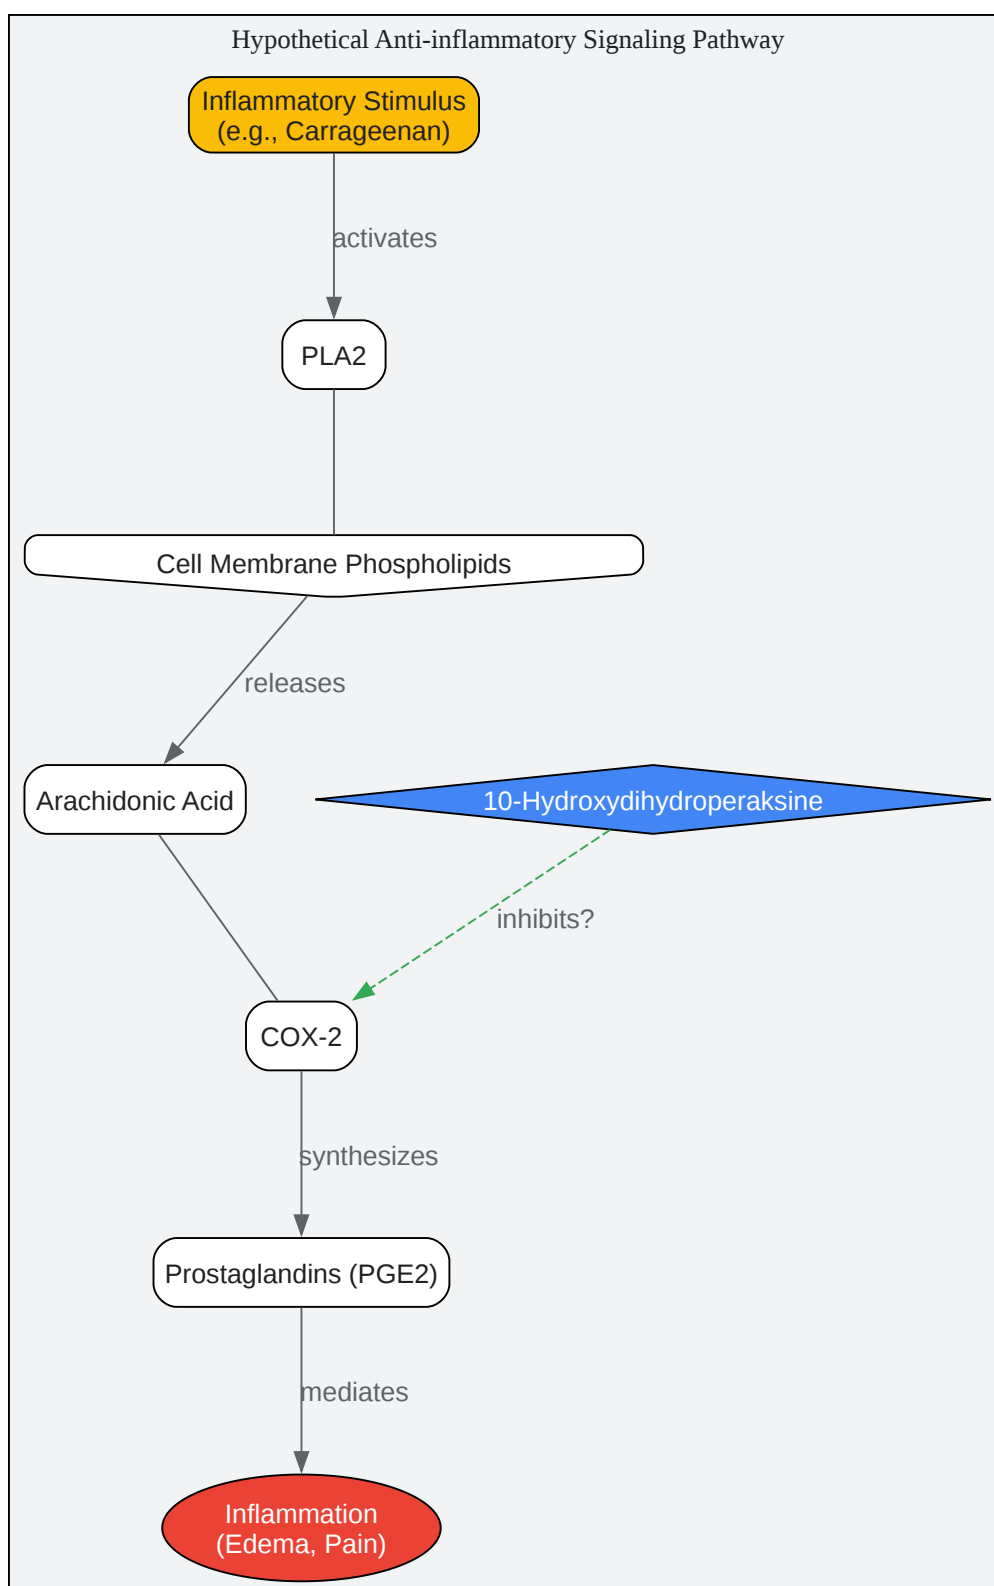 Hypothetical Anti-inflammatory Signaling Pathway
Inflammatory Stimulus
(e.g., Carrageenan)
activates
PLA2
Cell Membrane Phospholipids
releases
Arachidonic Acid
10-Hydroxydihydroperaksine
inhibits?
COX-2
synthesizes
Prostaglandins (PGE2)
mediates
Inflammation
(Edema, Pain)